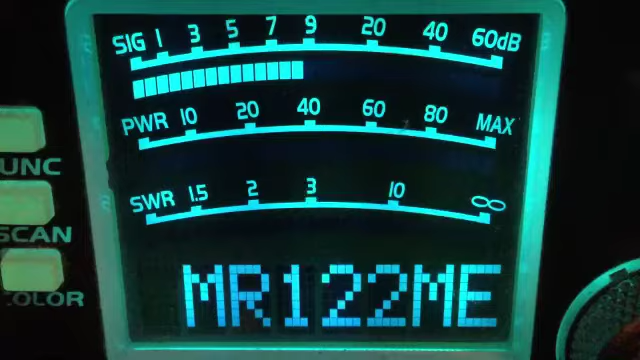 SIG 1 3 5 7 9 20 40 60dB
PWR 10 20 40 60 80 MAX
SWR 1.5 2 3 10 ∞
MR122ME
UNC
SCAN
COLOR